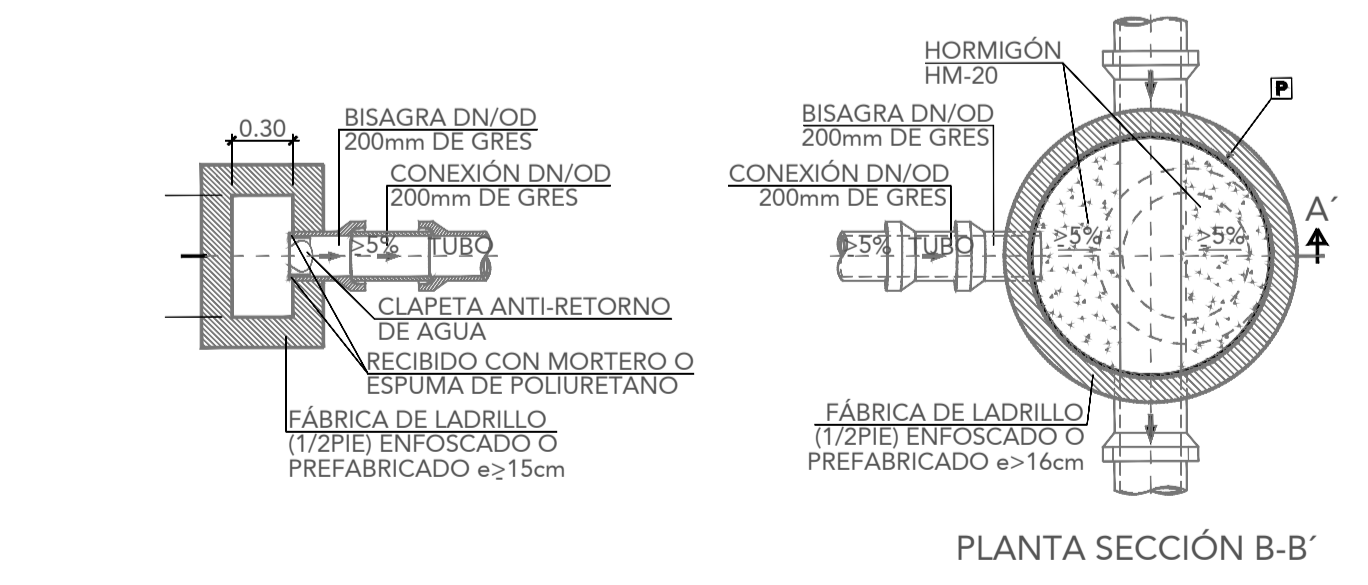 0.30
BISAGRA DN/OD
200mm DE GRES
CONEXIÓN DN/OD
200mm DE GRES
≥5%
TUBO
CLAPETA ANTI-RETORNO
DE AGUA
RECIBIDO CON MORTERO O
ESPUMA DE POLIURETANO
FÁBRICA DE LADRILLO
(1/2PIE) ENFOSCADO O
PREFABRICADO e≥15cm
HORMIGÓN
HM-20
P
BISAGRA DN/OD
200mm DE GRES
CONEXIÓN DN/OD
200mm DE GRES
A´
≥5%
TUBO
≥5%
≥5%
FÁBRICA DE LADRILLO
(1/2PIE) ENFOSCADO O
PREFABRICADO e>16cm
PLANTA SECCIÓN B-B´